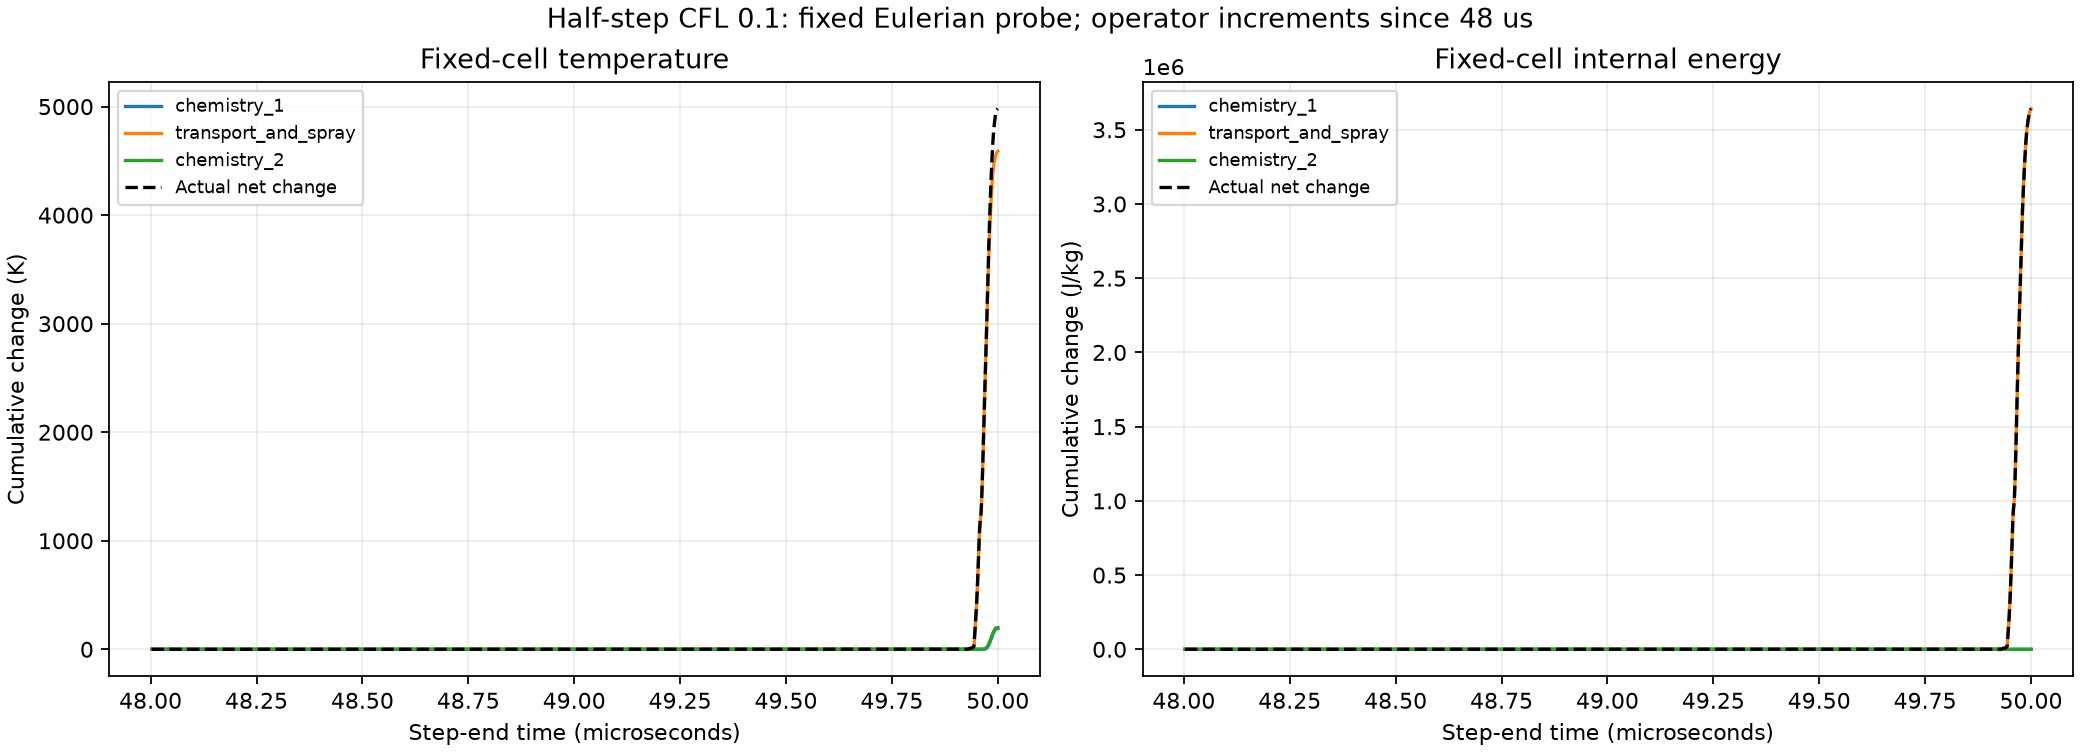 Half-step CFL 0.1: fixed Eulerian probe; operator increments since 48 us
Fixed-cell temperature
chemistry_1
transport_and_spray
chemistry_2
Actual net change
5000
4000
3000
2000
1000
0
Cumulative change (K)
48.00 48.25 48.50 48.75 49.00 49.25 49.50 49.75 50.00
Step-end time (microseconds)
Fixed-cell internal energy
1e6
chemistry_1
transport_and_spray
chemistry_2
Actual net change
3.5
3.0
2.5
2.0
1.5
1.0
0.5
0.0
Cumulative change (J/kg)
48.00 48.25 48.50 48.75 49.00 49.25 49.50 49.75 50.00
Step-end time (microseconds)